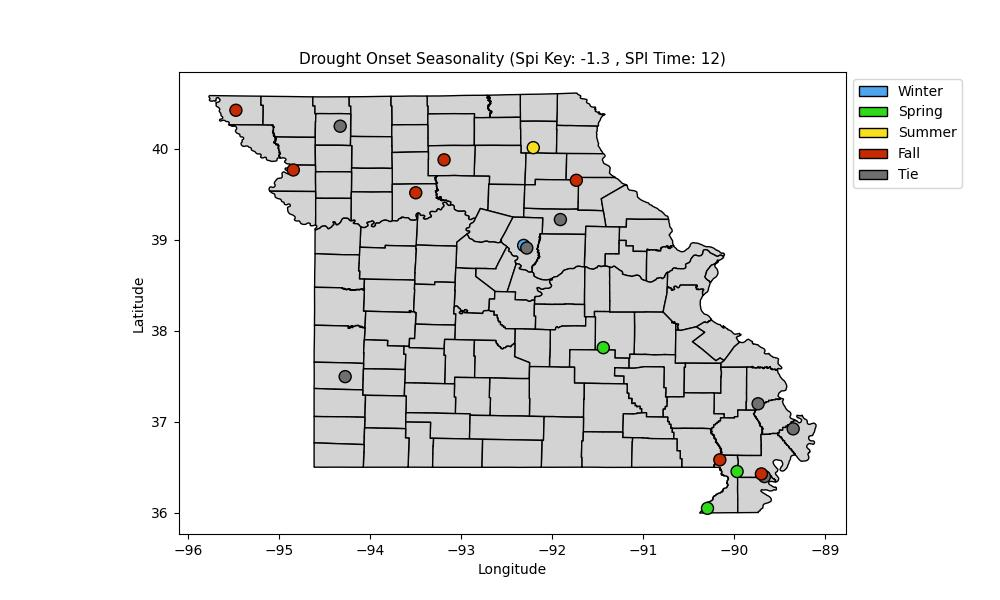 Drought Onset Seasonality (Spi Key: -1.3 , SPI Time: 12)
Winter
Spring
Summer
Fall
Tie
40
39
38
37
36
Latitude
−96 −95 −94 −93 −92 −91 −90 −89
Longitude